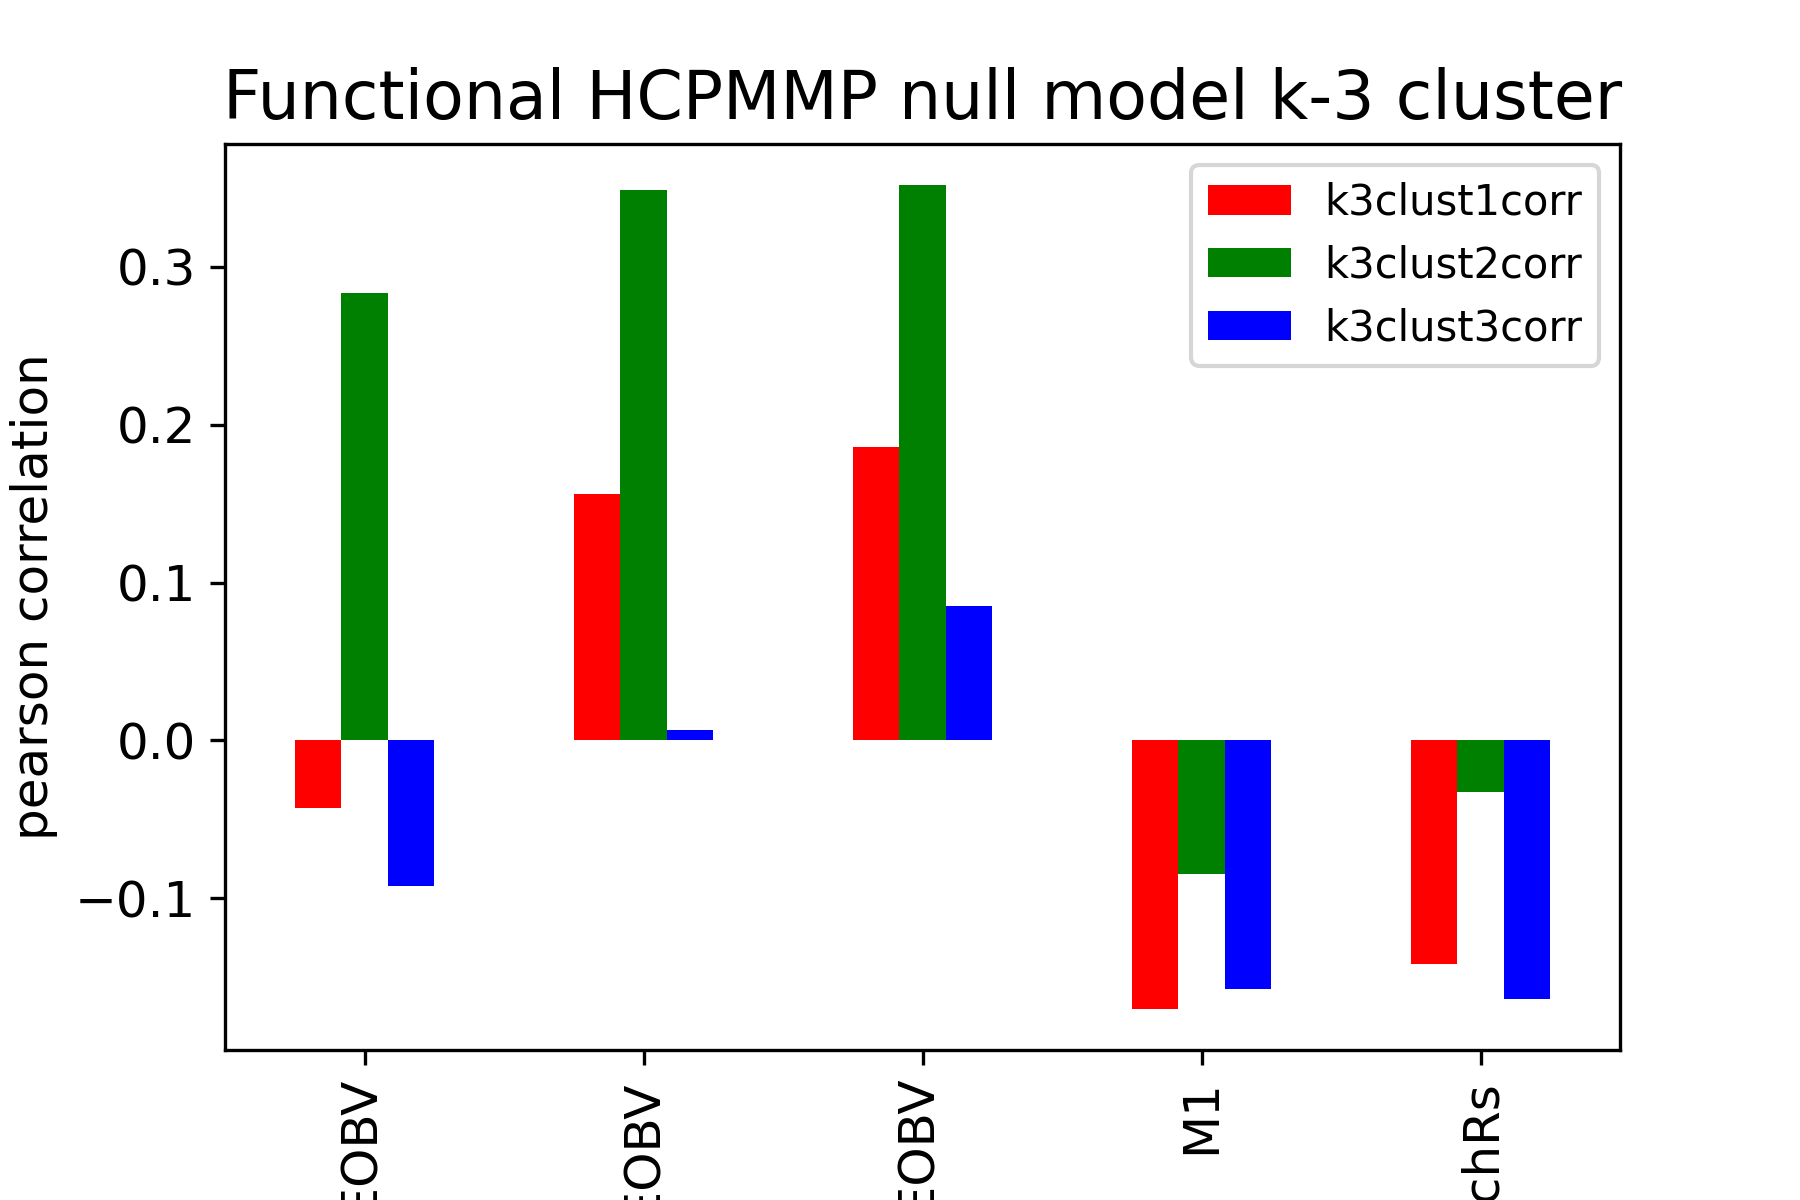 Functional HCPMMP null model k-3 cluster
k3clust1corr
k3clust2corr
k3clust3corr
pearson correlation
0.3
0.2
0.1
0.0
−0.1
EOBV
EOBV
EOBV
M1
chRs